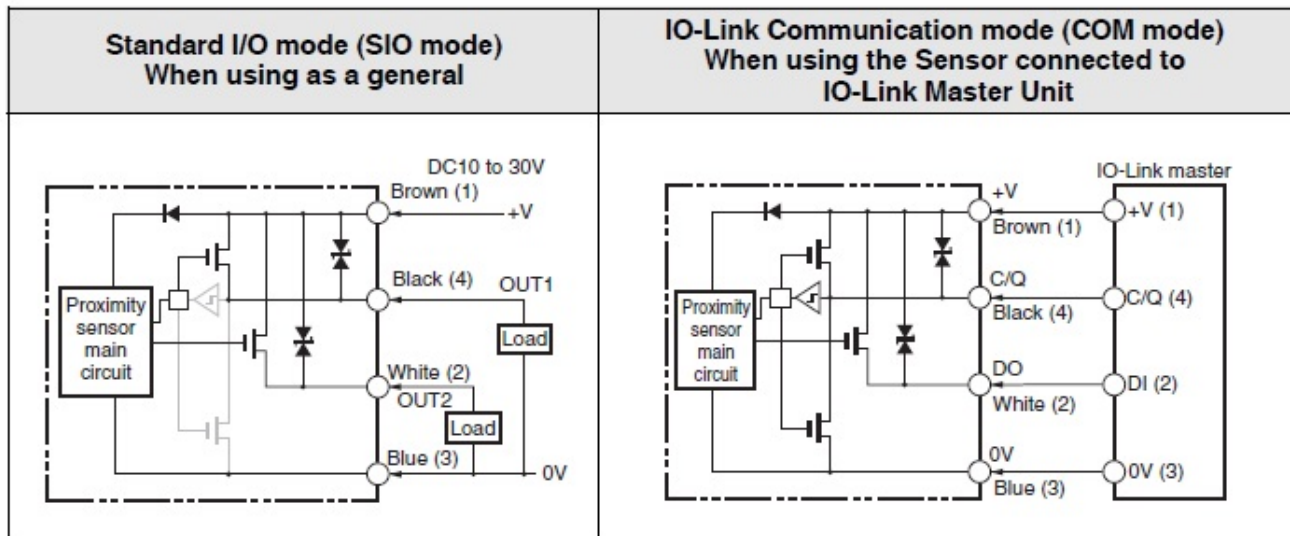 Standard I/O mode (SIO mode)
When using as a general
IO-Link Communication mode (COM mode)
When using the Sensor connected to
IO-Link Master Unit
DC10 to 30V
Brown (1)
+V
Black (4)
OUT1
Proximity
sensor
main
circuit
Load
White (2)
OUT2
Load
Blue (3)
0V
IO-Link master
+V
+V (1)
Brown (1)
C/Q
C/Q (4)
Black (4)
Proximity
sensor
main
circuit
DO
DI (2)
White (2)
0V
0V (3)
Blue (3)